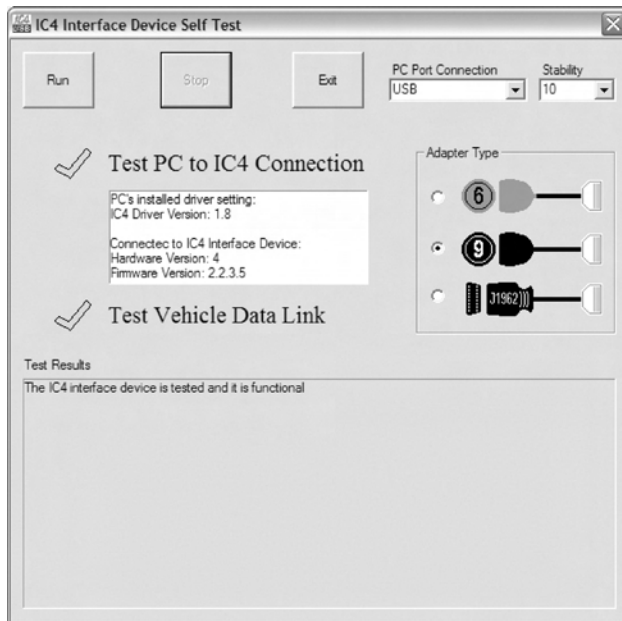 IC4 Interface Device Self Test
Run
Stop
Exit
PC Port Connection
USB
Stability
10
Test PC to IC4 Connection
PC's installed driver setting:
IC4 Driver Version: 1.8
Connectec to IC4 Interface Device:
Hardware Version: 4
Firmware Version: 2.2.3.5
Adapter Type
6
9
J1962)))
Test Vehicle Data Link
Test Results
The IC4 interface device is tested and it is functional